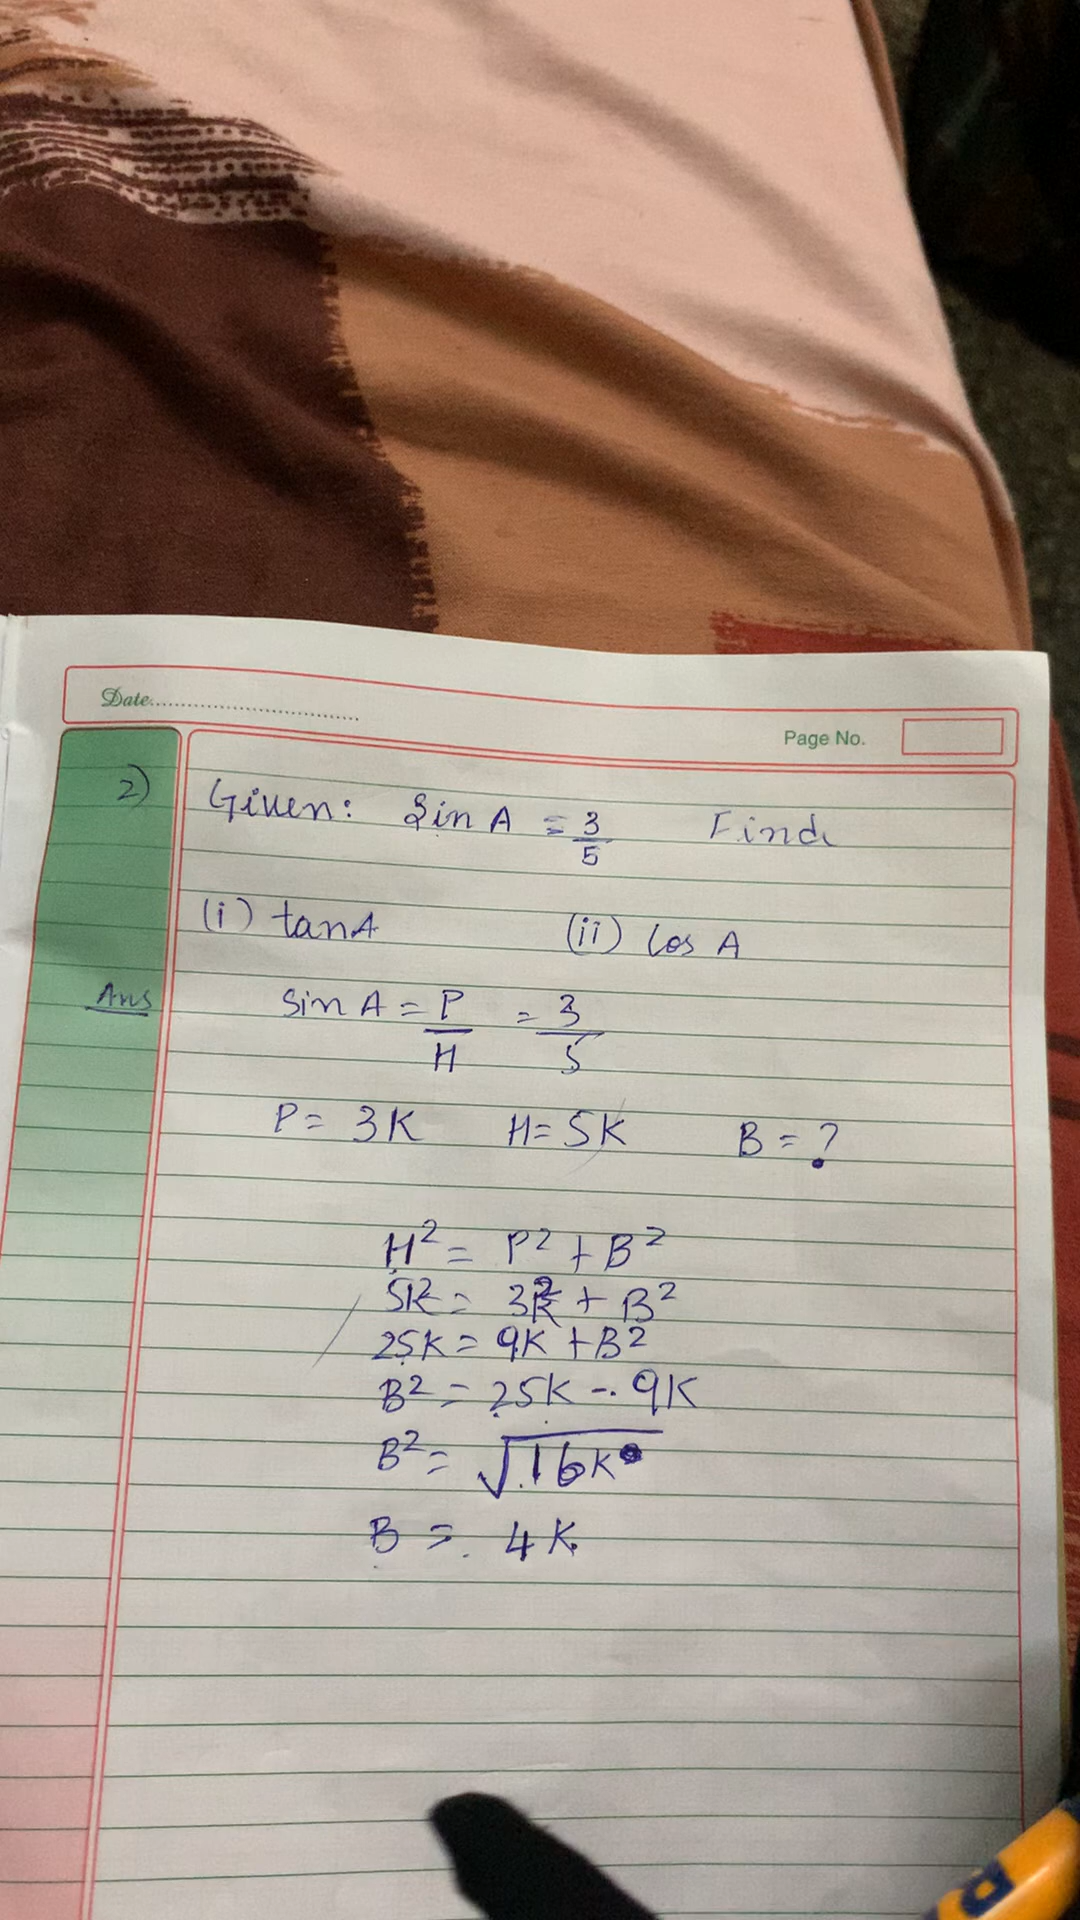 Date
Page No.
2) Given: Sin A = 3/5 Find
(i) tanA (ii) Cos A
Ans Sin A = P/H = 3/5
P = 3K H = 5K B = ?
H² = P² + B²
5K² = 3K² + B²
25K = 9K + B²
B² = 25K - 9K
B² = √16K
B = 4K